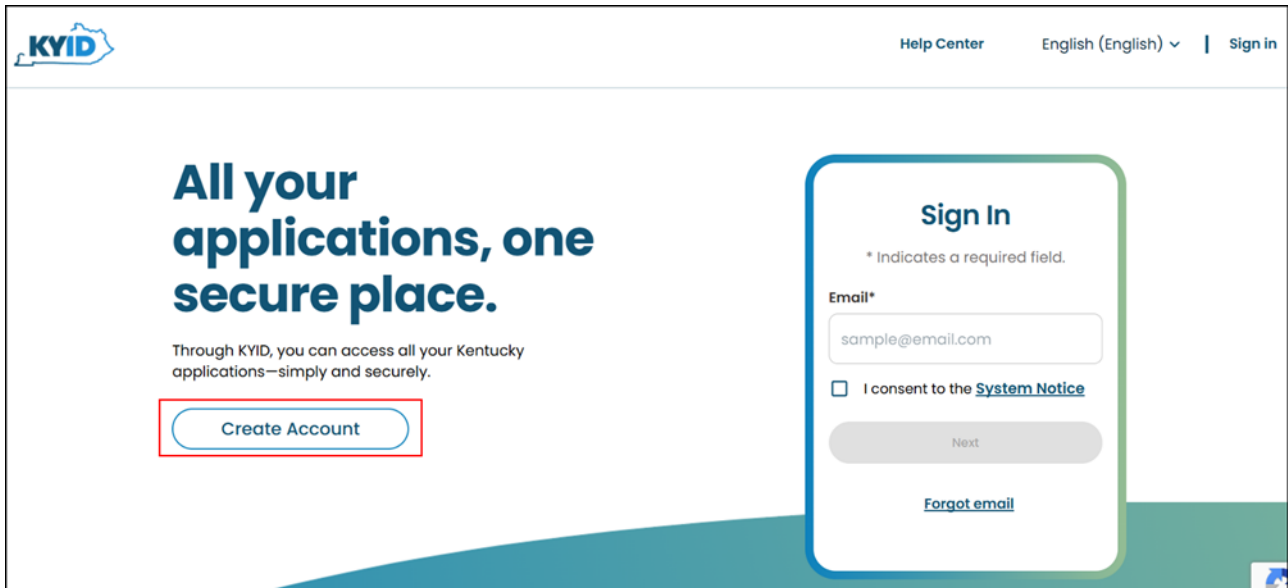 KYID
Help Center
English (English)
Sign in
All your
applications, one
secure place.
Through KYID, you can access all your Kentucky
applications—simply and securely.
Create Account
Sign In
* Indicates a required field.
Email*
sample@email.com
I consent to the System Notice
Next
Forgot email